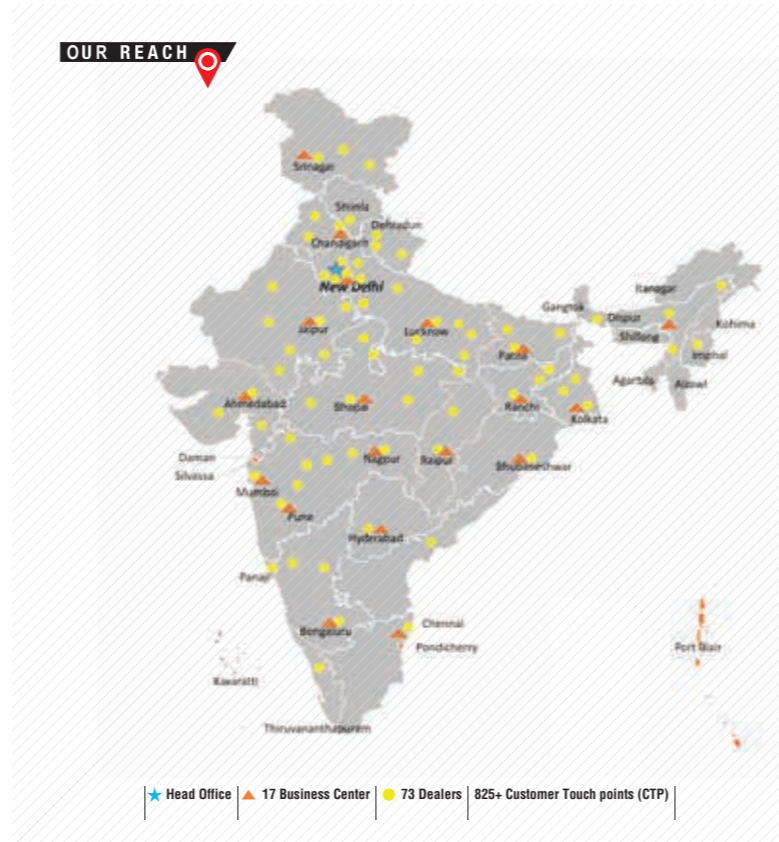 OUR REACH
Srinagar
Shimla
Dehradun
Chandigarh
New Delhi
Itanagar
Gangtok
Dispur
Kohima
Jaipur
Lucknow
Shillong
Patna
Imphal
Agartala
Aizawl
Ahmedabad
Bhopal
Ranchi
Kolkata
Daman
Nagpur
Raipur
Bhubaneshwar
Silvassa
Mumbai
Pune
Hyderabad
Panaji
Chennai
Bengaluru
Pondicherry
Port Blair
Kavaratti
Thiruvananthapuram
Head Office
17 Business Center
73 Dealers
825+ Customer Touch points (CTP)